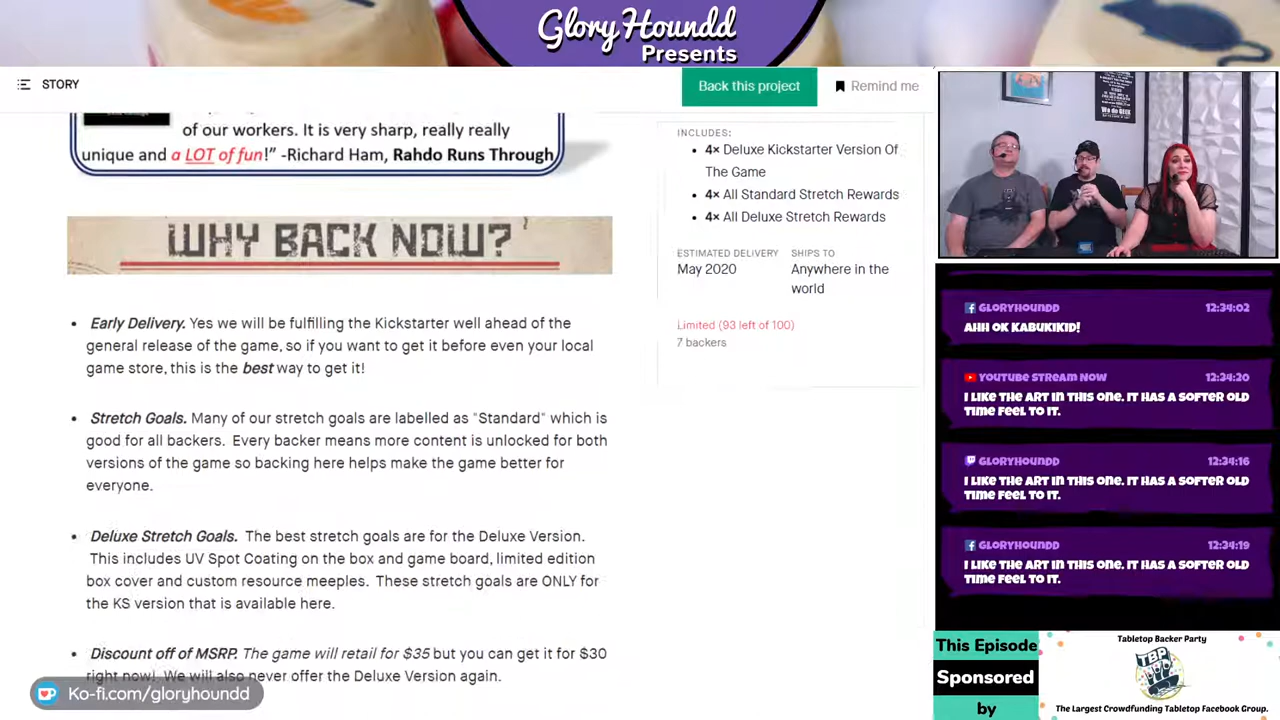 Glory Houndd
Presents
STORY
Back this project
Remind me
of our workers. It is very sharp, really really
unique and a LOT of fun!" -Richard Ham, Rahdo Runs Through
WHY BACK NOW?
• Early Delivery. Yes we will be fulfilling the Kickstarter well ahead of the
general release of the game, so if you want to get it before even your local
game store, this is the best way to get it!
• Stretch Goals. Many of our stretch goals are labelled as "Standard" which is
good for all backers. Every backer means more content is unlocked for both
versions of the game so backing here helps make the game better for
everyone.
• Deluxe Stretch Goals. The best stretch goals are for the Deluxe Version.
This includes UV Spot Coating on the box and game board, limited edition
box cover and custom resource meeples. These stretch goals are ONLY for
the KS version that is available here.
• Discount off of MSRP. The game will retail for $35 but you can get it for $30
right now! We will also never offer the Deluxe Version again.
Ko-fi.com/gloryhoundd
INCLUDES:
• 4× Deluxe Kickstarter Version Of
The Game
• 4× All Standard Stretch Rewards
• 4× All Deluxe Stretch Rewards
ESTIMATED DELIVERY
May 2020
SHIPS TO
Anywhere in the
world
Limited (93 left of 100)
7 backers
GLORYHOUNDD 12:34:02
AHH OK KABUKIKID!
YOUTUBE STREAM NOW 12:34:20
I LIKE THE ART IN THIS ONE. IT HAS A SOFTER OLD
TIME FEEL TO IT.
GLORYHOUNDD 12:34:16
I LIKE THE ART IN THIS ONE. IT HAS A SOFTER OLD
TIME FEEL TO IT.
GLORYHOUNDD 12:34:19
I LIKE THE ART IN THIS ONE. IT HAS A SOFTER OLD
TIME FEEL TO IT.
This Episode
Sponsored
by
Tabletop Backer Party
TBP
The Largest Crowdfunding Tabletop Facebook Group.